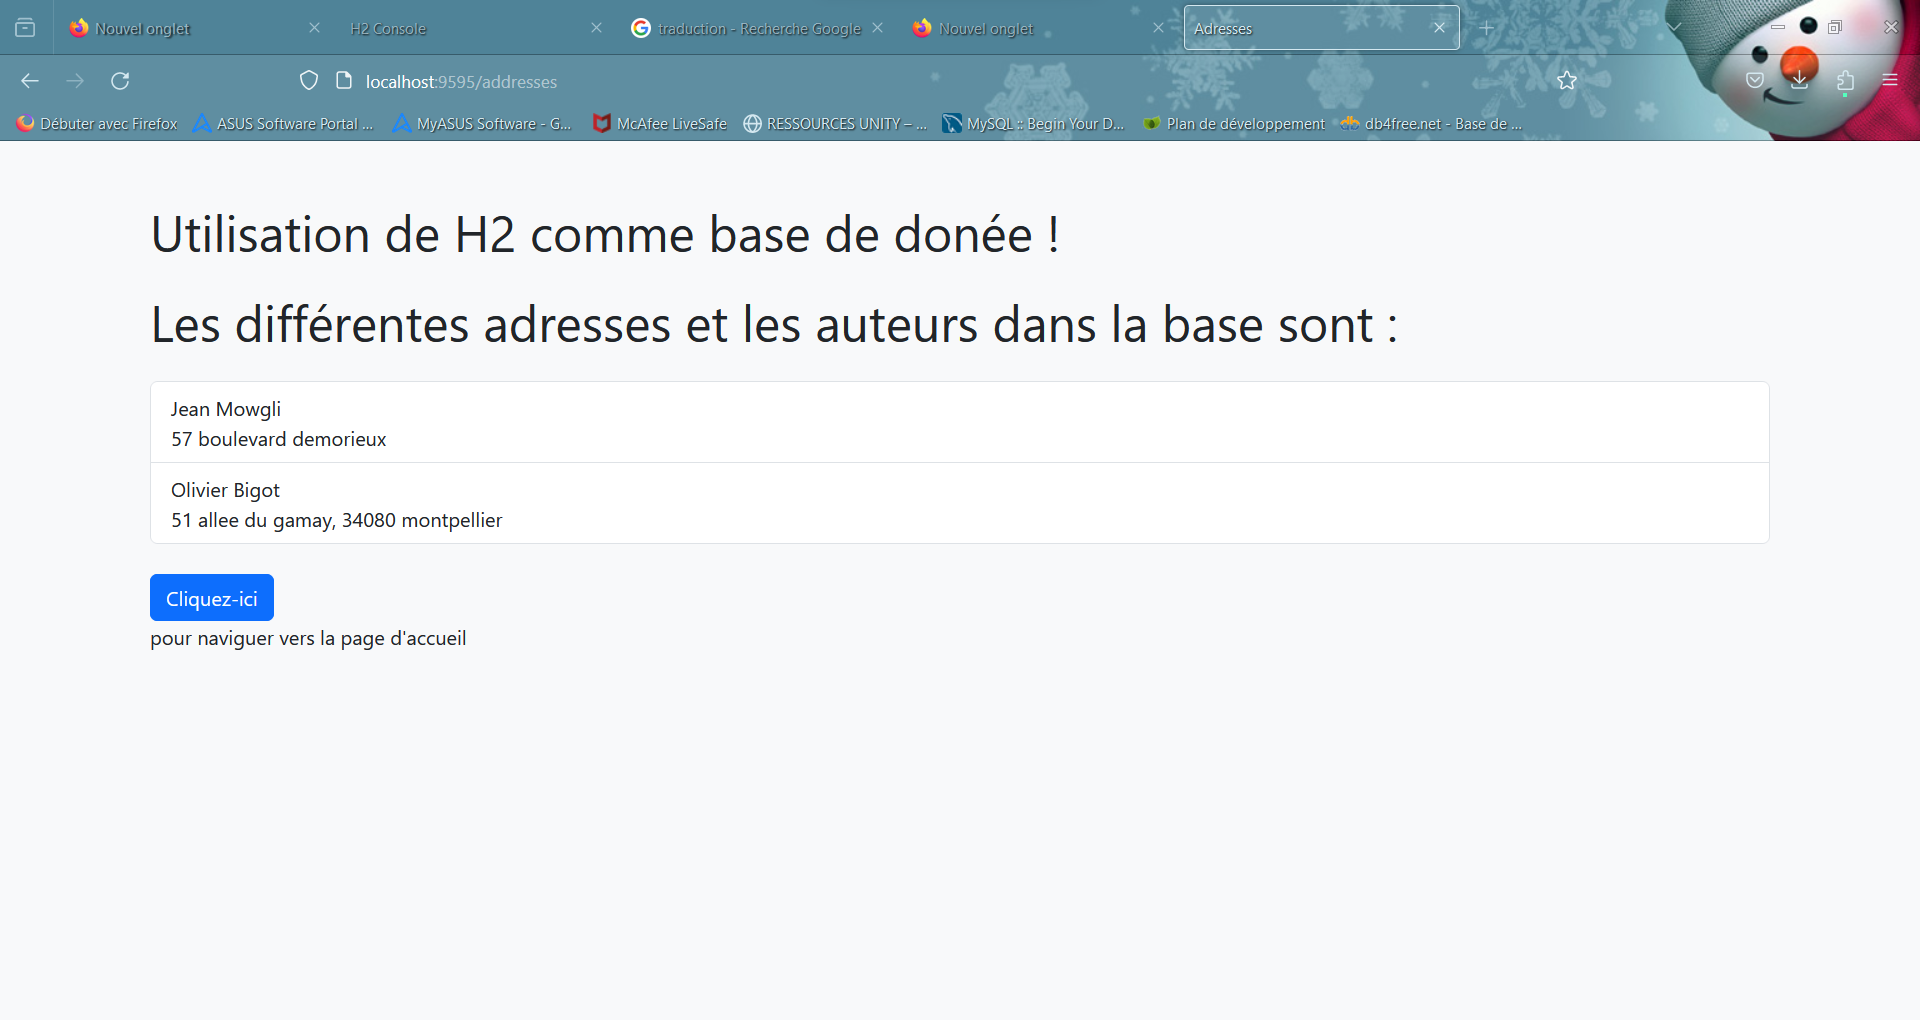 Nouvel onglet
H2 Console
traduction - Recherche Google
Nouvel onglet
Adresses
localhost:9595/addresses
Débuter avec Firefox
ASUS Software Portal ...
MyASUS Software - G...
McAfee LiveSafe
RESSOURCES UNITY – ...
MySQL :: Begin Your D...
Plan de développement
db4free.net - Base de ...
Utilisation de H2 comme base de donée !
Les différentes adresses et les auteurs dans la base sont :
Jean Mowgli
57 boulevard demorieux
Olivier Bigot
51 allee du gamay, 34080 montpellier
Cliquez-ici
pour naviguer vers la page d'accueil